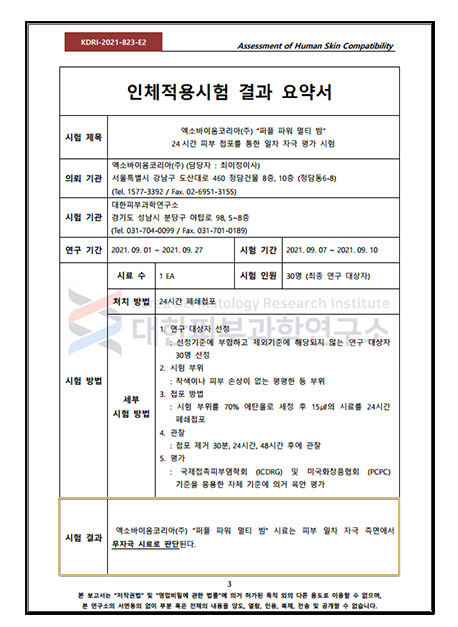 KDRI-2021-823-E2
Assessment of Human Skin Compatibility
인체적용시험 결과 요약서
시험 제목
엑소바이옴코리아(주) "퍼플 파워 멀티 밤"
24시간 피부 첩포를 통한 일차 자극 평가 시험
의뢰 기관
엑소바이옴코리아(주) (담당자 : 최이정이사)
서울특별시 강남구 도산대로 460 청담건물 8층, 10층 (청담동6-8)
(Tel. 1577-3392 / Fax. 02-6951-3155)
시험 기관
대한피부과학연구소
경기도 성남시 분당구 야탑로 98, 5~8층
(Tel. 031-704-0099 / Fax. 031-701-0189)
연구 기간
2021. 09. 01 ~ 2021. 09. 27
시험 기간
2021. 09. 07 ~ 2021. 09. 10
시험 방법
시료 수
1 EA
시험 인원
30명 (최종 연구 대상자)
처치 방법
24시간 폐쇄첩포
Dermatology Research Institute
대한피부과학연구소
세부
시험 방법
1. 연구 대상자 선정
: 선정기준에 부합하고 제외기준에 해당되지 않는 연구 대상자
30명 선정
2. 시험 부위
: 착색이나 피부 손상이 없는 평평한 등 부위
3. 첩포 방법
: 시험 부위를 70% 에탄올로 세정 후 15㎕의 시료를 24시간
폐쇄첩포
4. 관찰
: 첩포 제거 30분, 24시간, 48시간 후에 관찰
5. 평가
: 국제접촉피부염학회 (ICDRG) 및 미국화장품협회 (PCPC)
기준을 응용한 자체 기준에 의거 육안 평가
시험 결과
엑소바이옴코리아(주) "퍼플 파워 멀티 밤" 시료는 피부 일차 자극 측면에서
무자극 시료로 판단된다.
3
본 보고서는 "저작권법" 및 "영업비밀에 관한 법률"에 의거 허가된 목적 외의 다른 용도로 이용할 수 없으며,
본 연구소의 서면동의 없이 부분 혹은 전체의 내용을 양도, 열람, 인용, 복제, 전송 및 공개할 수 없습니다.